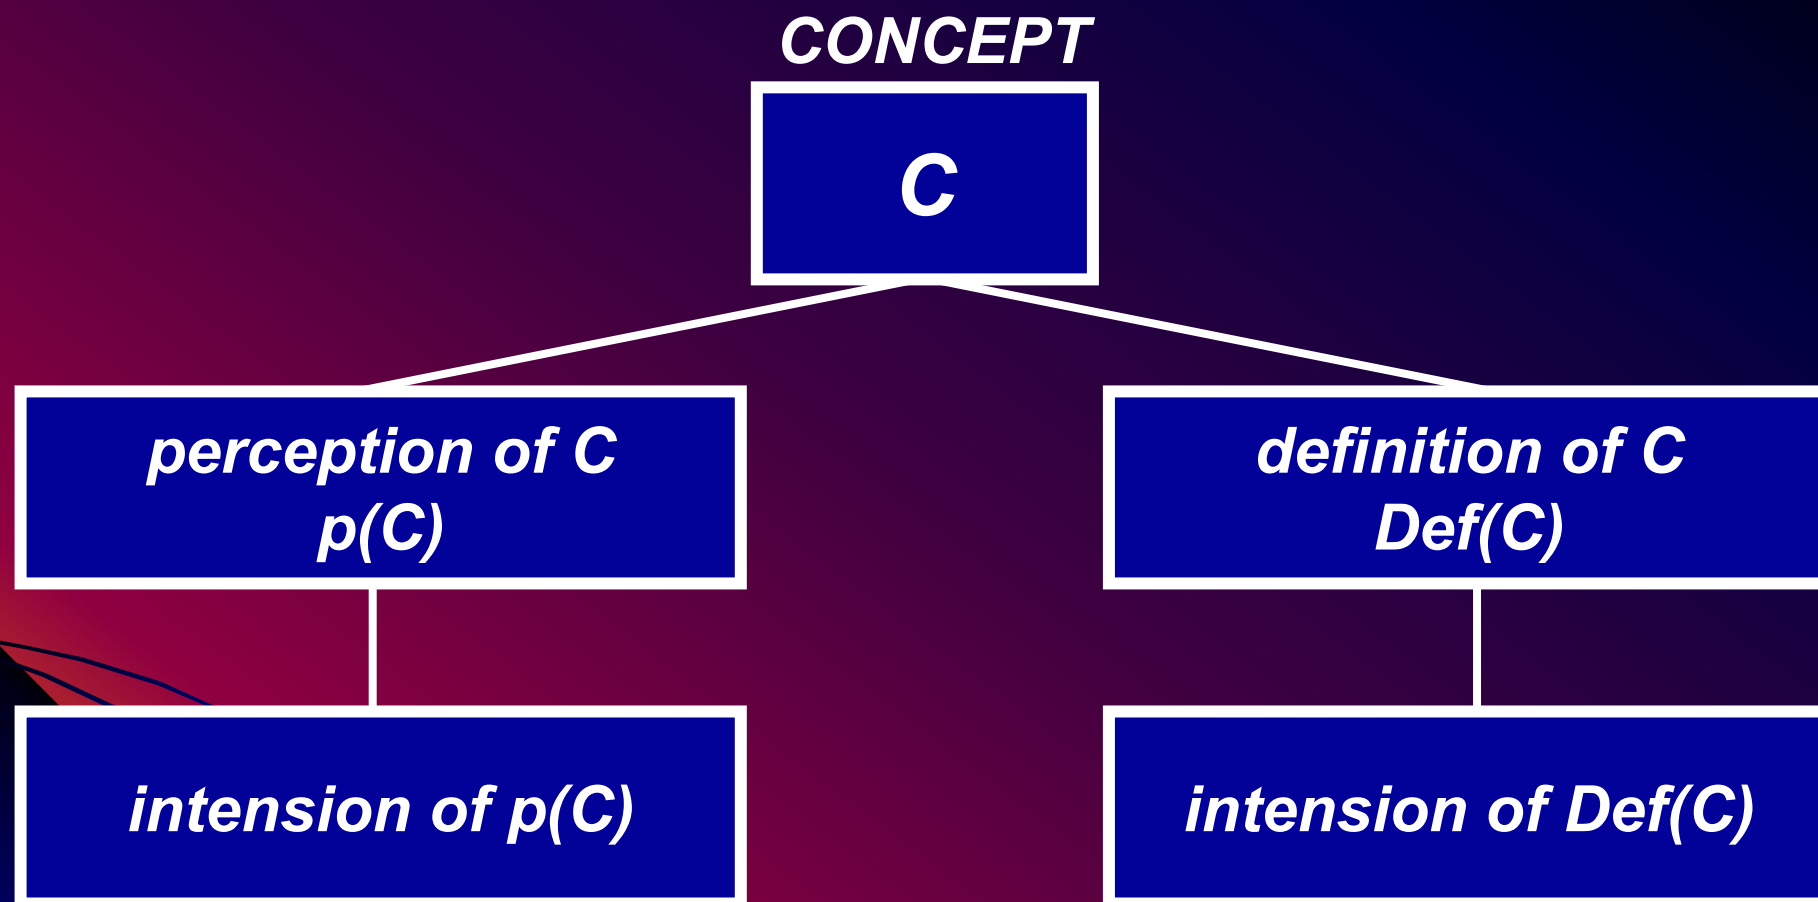 CONCEPT
C
perception of C
p(C)
definition of C
Def(C)
intension of p(C)
intension of Def(C)